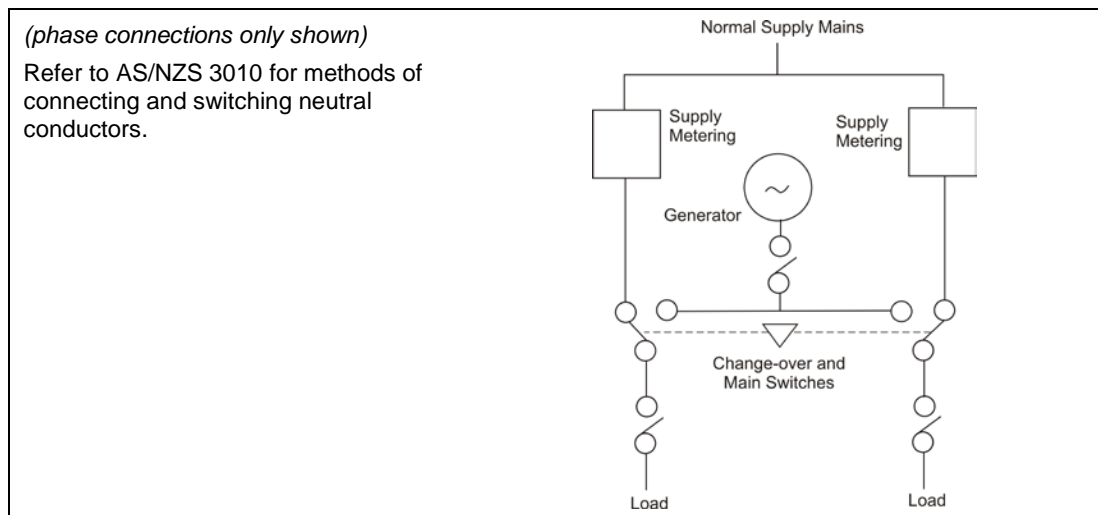 (phase connections only shown)
Refer to AS/NZS 3010 for methods of
connecting and switching neutral
conductors.
Normal Supply Mains
Supply
Metering
Supply
Metering
Generator
Change-over and
Main Switches
Load
Load